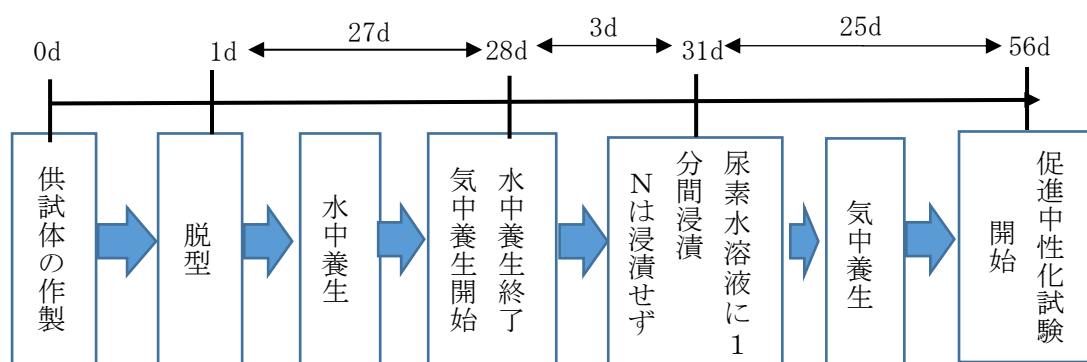 27d
3d
25d
0d
1d
28d
31d
56d
供試体の作製
脱型
水中養生
水中養生終了
気中養生開始
尿素水溶液に1
分間浸漬
Nは浸漬せず
気中養生
促進中性化試験
開始